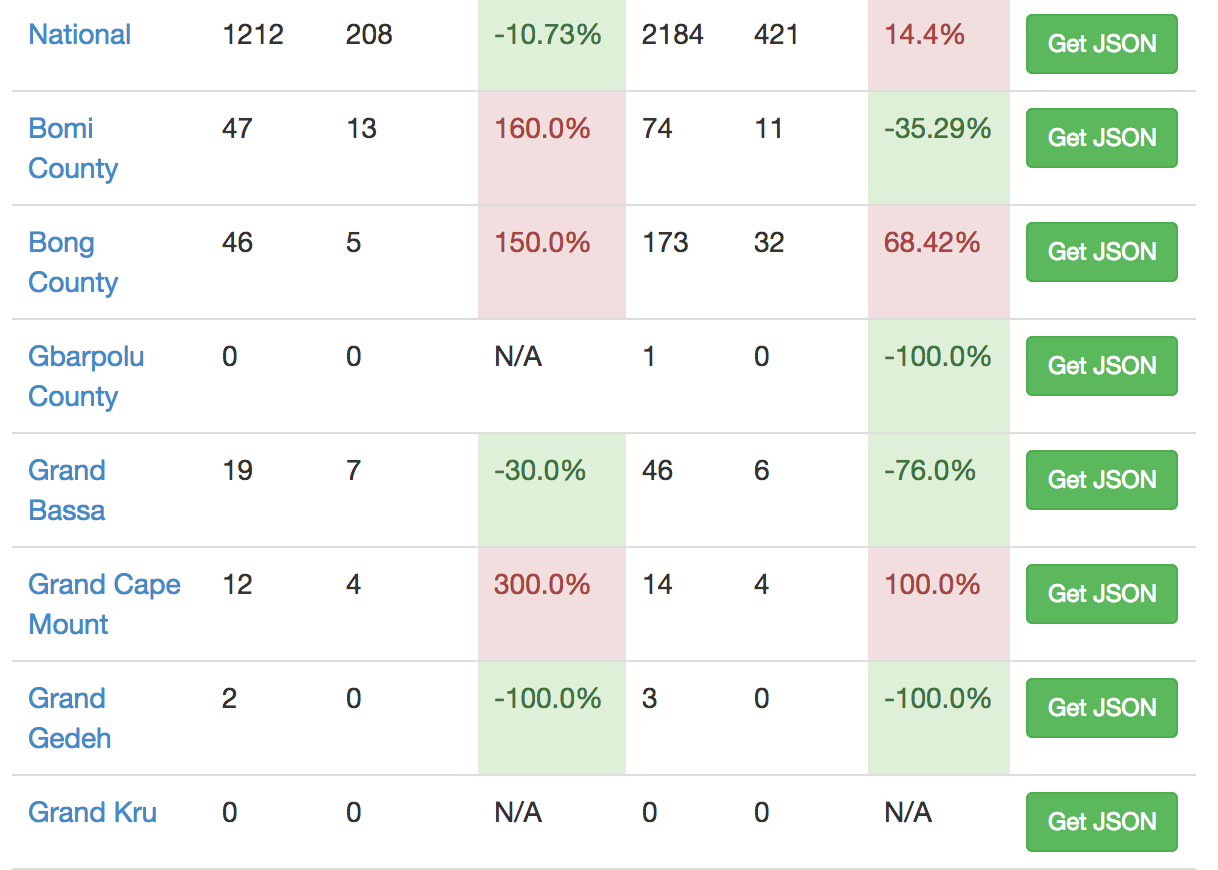 National 1212 208 -10.73% 2184 421 14.4% Get JSON
Bomi 47 13 160.0% 74 11 -35.29% Get JSON
County
Bong 46 5 150.0% 173 32 68.42% Get JSON
County
Gbarpolu 0 0 N/A 1 0 -100.0% Get JSON
County
Grand 19 7 -30.0% 46 6 -76.0% Get JSON
Bassa
Grand Cape 12 4 300.0% 14 4 100.0% Get JSON
Mount
Grand 2 0 -100.0% 3 0 -100.0% Get JSON
Gedeh
Grand Kru 0 0 N/A 0 0 N/A Get JSON